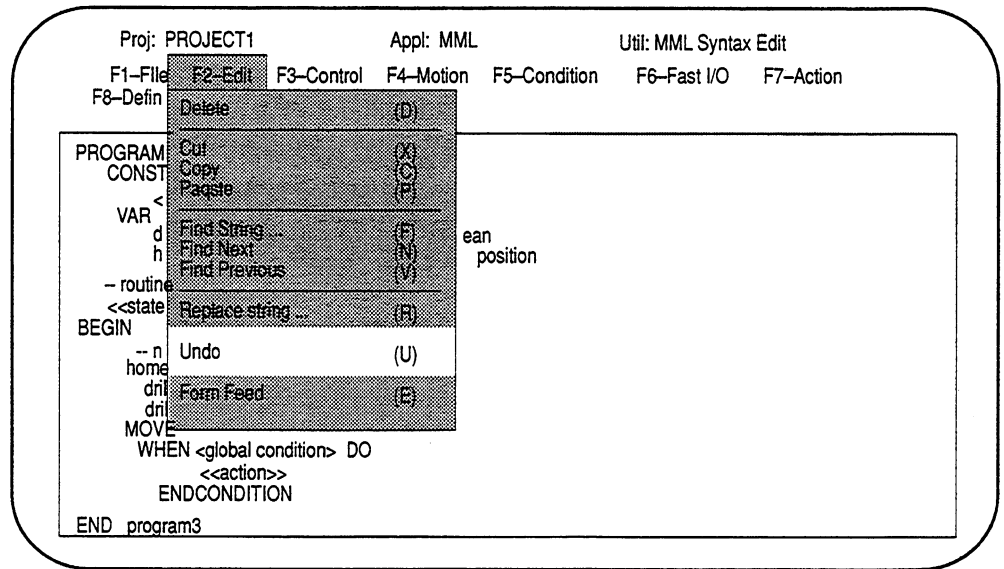 Proj: PROJECT1 Appl: MML Util: MML Syntax Edit
F1–File F2–Edit F3–Control F4–Motion F5–Condition F6–Fast I/O F7–Action
F8–Defin
Delete (D)
PROGRAM Cut (X)
CONST Copy (C)
Paqste (P)
<
VAR
d Find String ... (F) ean
h Find Next (N) position
Find Previous (V)
-- routine
<<state Replace string ... (R)
BEGIN
-- n Undo (U)
home
dril Form Feed (E)
dril
MOVE
WHEN <global condition> DO
<<action>>
ENDCONDITION
END program3